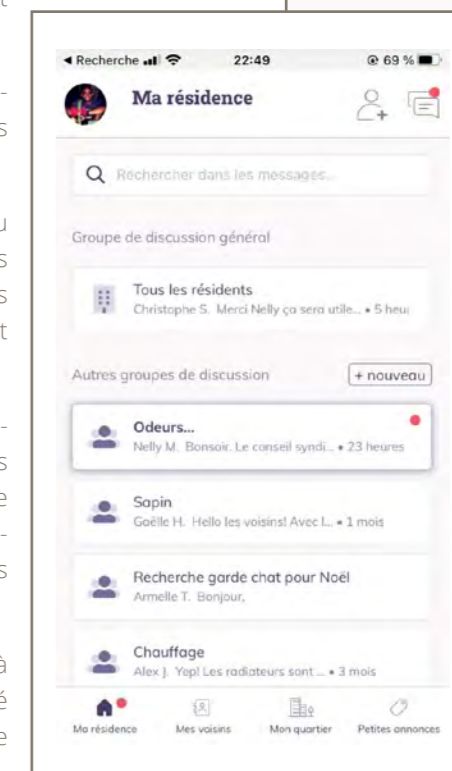 t
-
s
u
s
s
t
-
s
e
-
s
à
é
e
Recherche 22:49 69 %
Ma résidence
Rechercher dans les messages...
Groupe de discussion général
Tous les résidents
Christophe S. Merci Nelly ça sera utile... • 5 heur
Autres groupes de discussion + nouveau
Odeurs...
Nelly M. Bonsoir. Le conseil syndi... • 23 heures
Sapin
Gaëlle H. Hello les voisins! Avec l... • 1 mois
Recherche garde chat pour Noël
Armelle T. Bonjour,
Chauffage
Alex J. Yep! Les radiateurs sont ... • 3 mois
Ma résidence Mes voisins Mon quartier Petites annonces